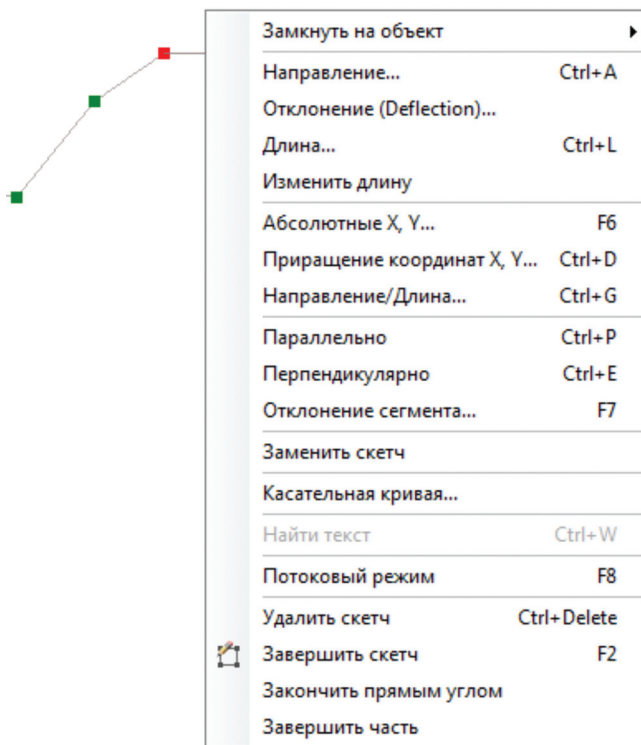 Замкнуть на объект
Направление... Ctrl+A
Отклонение (Deflection)...
Длина... Ctrl+L
Изменить длину
Абсолютные X, Y... F6
Приращение координат X, Y... Ctrl+D
Направление/Длина... Ctrl+G
Параллельно Ctrl+P
Перпендикулярно Ctrl+E
Отклонение сегмента... F7
Заменить скетч
Касательная кривая...
Найти текст Ctrl+W
Потоковый режим F8
Удалить скетч Ctrl+Delete
Завершить скетч F2
Закончить прямым углом
Завершить часть